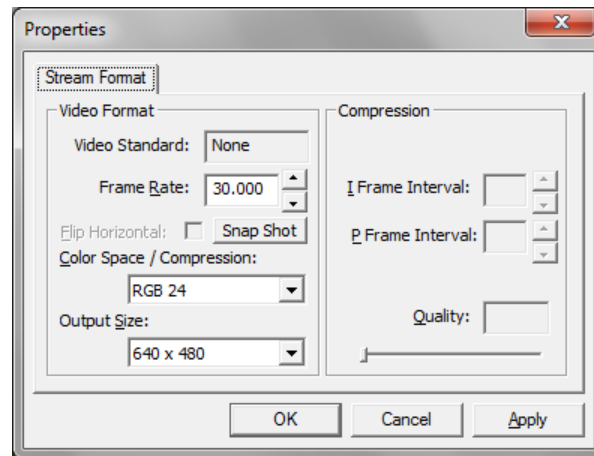 Properties
Stream Format
Video Format
Video Standard: None
Frame Rate: 30.000
Flip Horizontal: Snap Shot
Color Space / Compression:
RGB 24
Output Size:
640 x 480
Compression
I Frame Interval:
P Frame Interval:
Quality:
OK Cancel Apply